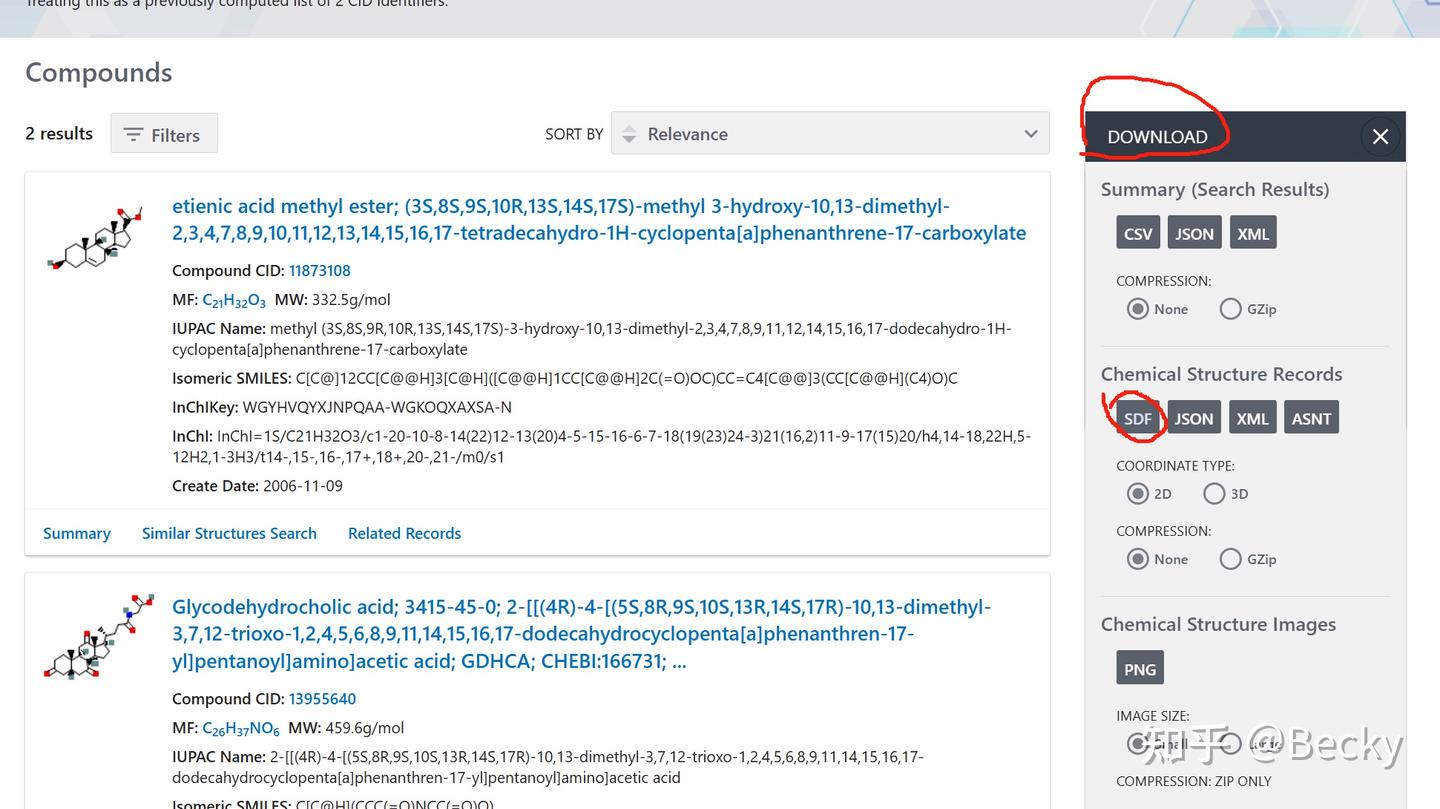 Treating this as a previously computed list of 2 CID identifiers.
Compounds
2 results
Filters
SORT BY
Relevance
etienic acid methyl ester; (3S,8S,9S,10R,13S,14S,17S)-methyl 3-hydroxy-10,13-dimethyl-
2,3,4,7,8,9,10,11,12,13,14,15,16,17-tetradecahydro-1H-cyclopenta[a]phenanthrene-17-carboxylate
Compound CID: 11873108
MF: C₂₁H₃₂O₃ MW: 332.5g/mol
IUPAC Name: methyl (3S,8S,9R,10R,13S,14S,17S)-3-hydroxy-10,13-dimethyl-2,3,4,7,8,9,11,12,14,15,16,17-dodecahydro-1H-
cyclopenta[a]phenanthrene-17-carboxylate
Isomeric SMILES: C[C@]12CC[C@@H]3[C@H]([C@@H]1CC[C@@H]2C(=O)OC)CC=C4[C@@]3(CC[C@@H](C4)O)C
InChIKey: WGYHVQYXJNPQAA-WGKOQXAXSA-N
InChI: InChI=1S/C21H32O3/c1-20-10-8-14(22)12-13(20)4-5-15-16-6-7-18(19(23)24-3)21(16,2)11-9-17(15)20/h4,14-18,22H,5-
12H2,1-3H3/t14-,15-,16-,17+,18+,20-,21-/m0/s1
Create Date: 2006-11-09
Summary
Similar Structures Search
Related Records
Glycodehydrocholic acid; 3415-45-0; 2-[[(4R)-4-[(5S,8R,9S,10S,13R,14S,17R)-10,13-dimethyl-
3,7,12-trioxo-1,2,4,5,6,8,9,11,14,15,16,17-dodecahydrocyclopenta[a]phenanthren-17-
yl]pentanoyl]amino]acetic acid; GDHCA; CHEBI:166731; ...
Compound CID: 13955640
MF: C₂₆H₃₇NO₆ MW: 459.6g/mol
IUPAC Name: 2-[[(4R)-4-[(5S,8R,9S,10S,13R,14S,17R)-10,13-dimethyl-3,7,12-trioxo-1,2,4,5,6,8,9,11,14,15,16,17-
dodecahydrocyclopenta[a]phenanthren-17-yl]pentanoyl]amino]acetic acid
Isomeric SMILES: C[C@H](CCC(=O)NCC(=O)O)
DOWNLOAD
Summary (Search Results)
CSV JSON XML
COMPRESSION:
None GZip
Chemical Structure Records
SDF JSON XML ASNT
COORDINATE TYPE:
2D 3D
COMPRESSION:
None GZip
Chemical Structure Images
PNG
IMAGE SIZE:
Small Large
COMPRESSION: ZIP ONLY
知乎 @Becky